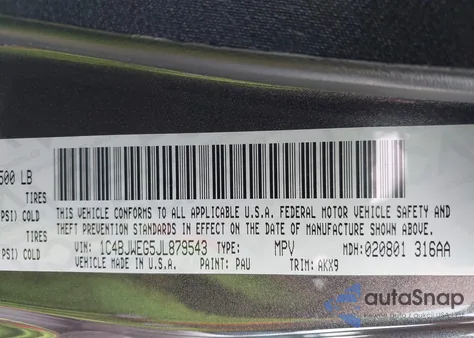 500 LB
TIRES
PSI) COLD
THIS VEHICLE CONFORMS TO ALL APPLICABLE U.S.A. FEDERAL MOTOR VEHICLE SAFETY AND
TIRES
THEFT PREVENTION STANDARDS IN EFFECT ON THE DATE OF MANUFACTURE SHOWN ABOVE.
PSI) COLD
VIN: 1C4BJWEG5JL879543 TYPE: MPV MDH: 020801 316AA
VEHICLE MADE IN U.S.A. PAINT: PAU TRIM: AKX9
autoSnap